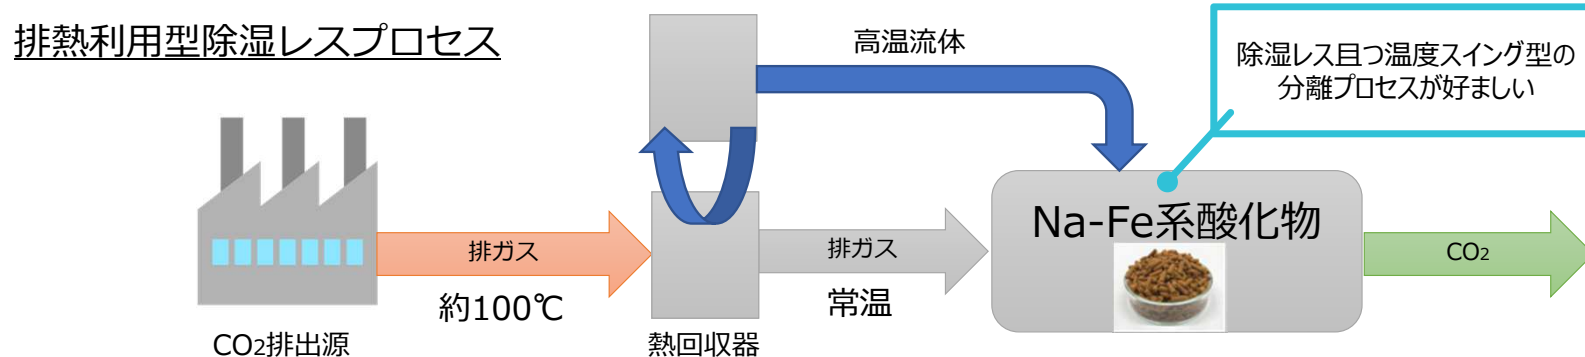 排熱利用型除湿レスプロセス
高温流体
除湿レス且つ温度スイング型の
分離プロセスが好ましい
Na-Fe系酸化物
排ガス
排ガス
CO2
約100℃
常温
CO2排出源
熱回収器